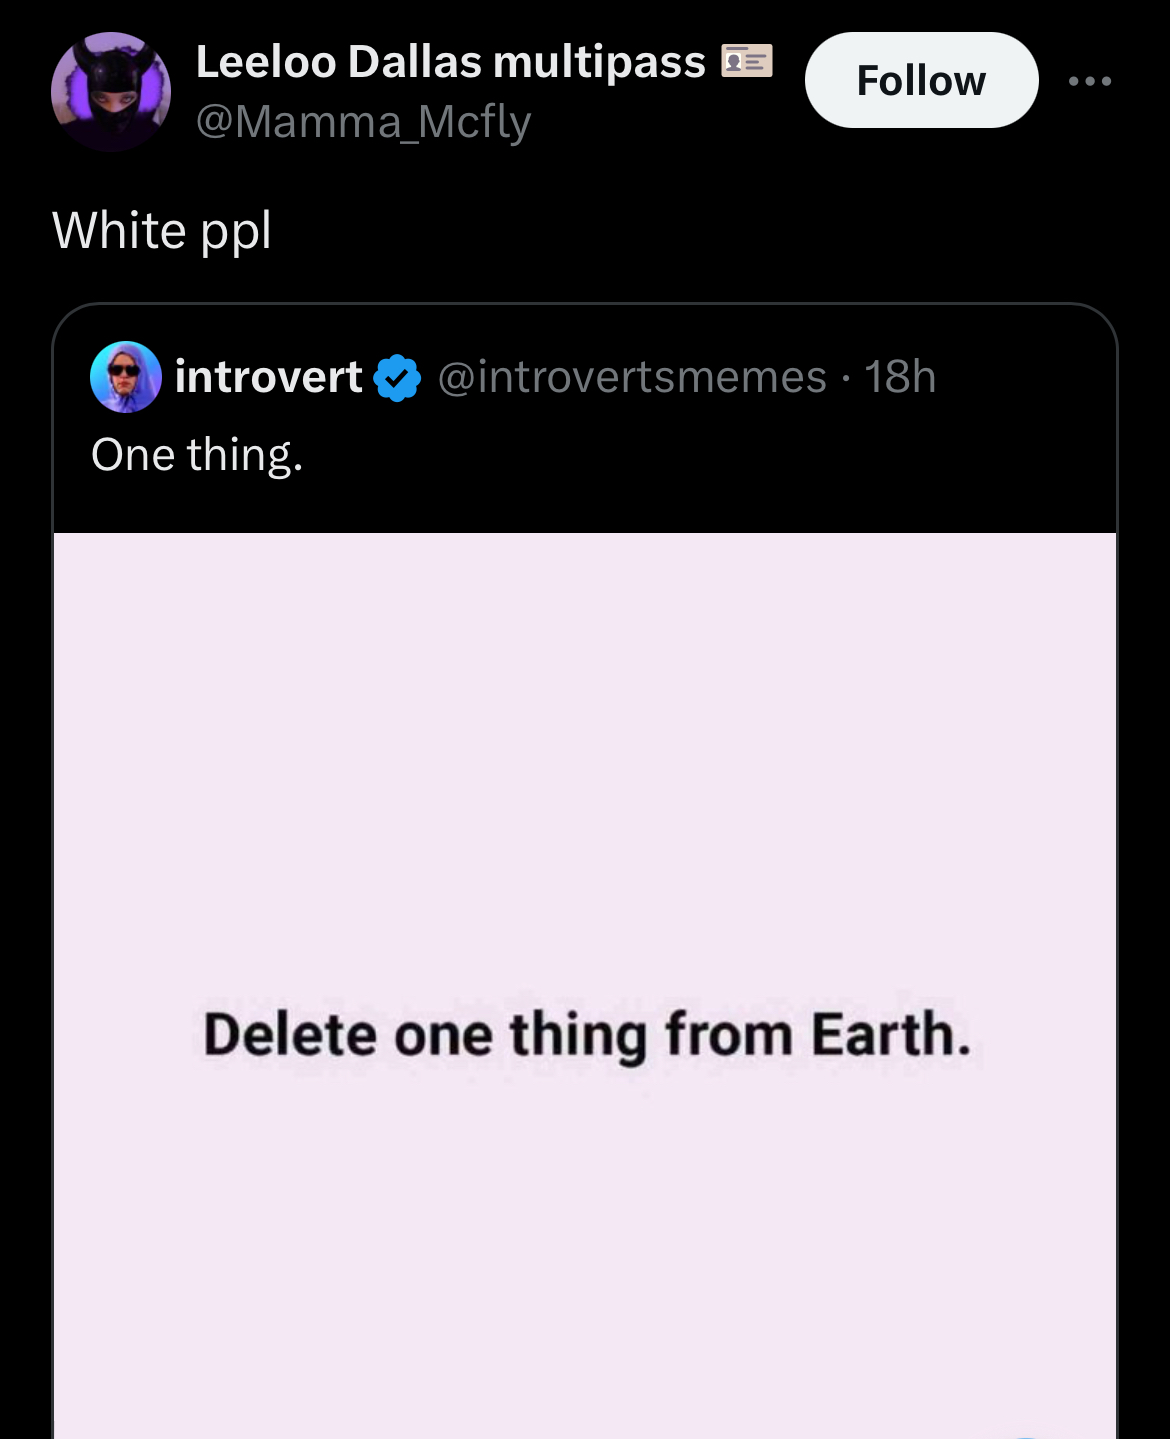 Leeloo Dallas multipass 🪪
Follow
@Mamma_Mcfly
White ppl
introvert @introvertsmemes · 18h
One thing.
Delete one thing from Earth.